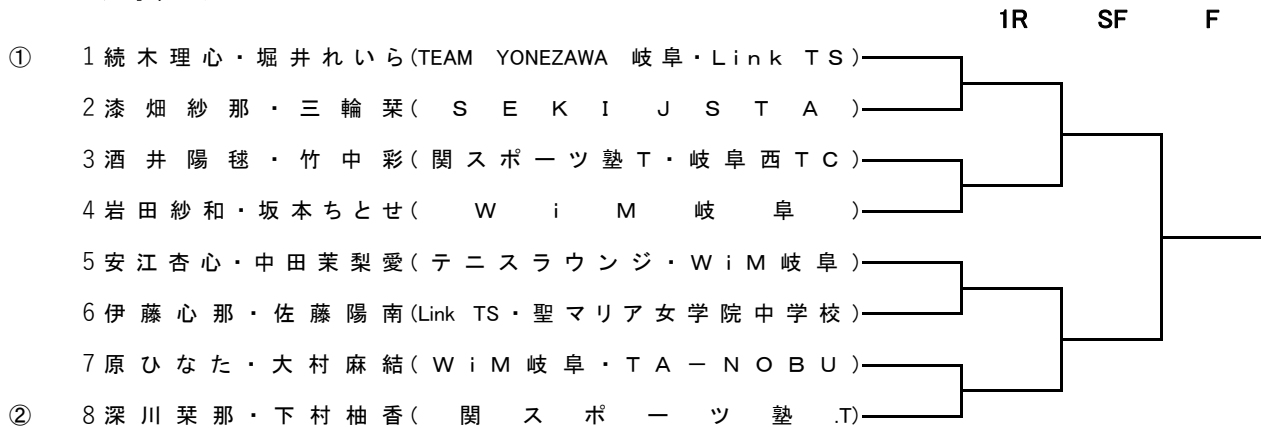 1R SF F
① 1 続木理心・堀井れいら(TEAM YONEZAWA 岐阜・Link TS)
2 漆畑紗那・三輪栞(SEKI JSTA)
3 酒井陽毬・竹中彩(関スポーツ塾T・岐阜西TC)
4 岩田紗和・坂本ちとせ(WiM岐阜)
5 安江杏心・中田茉梨愛(テニスラウンジ・WiM岐阜)
6 伊藤心那・佐藤陽南(Link TS・聖マリア女学院中学校)
7 原ひなた・大村麻結(WiM岐阜・TA－NOBU)
② 8 深川栞那・下村柚香(関スポーツ塾.T)